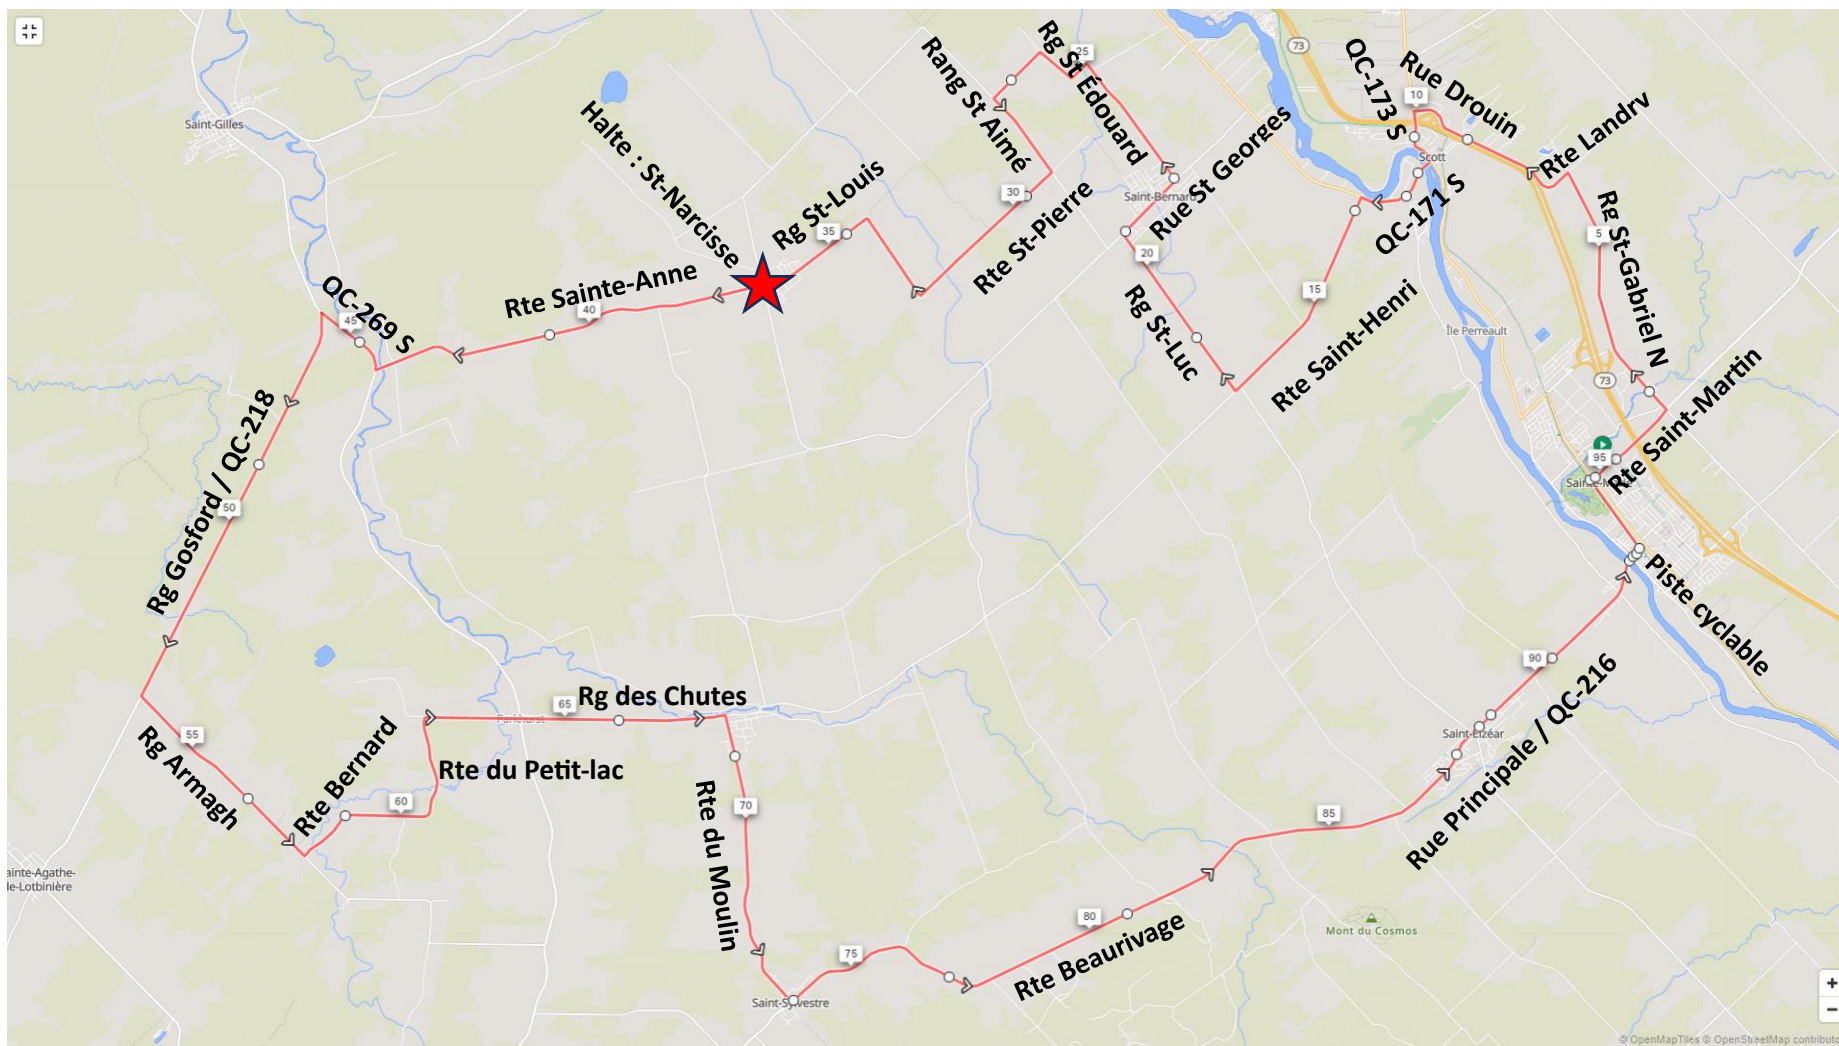 73
QC-173 S
Rue Drouin
10
Rg St Édouard
25
Rang St Aimé
Saint-Gilles
Halte : St-Narcisse
Rte Landry
Scott
Rue St Georges
Saint-Bernard
30
Rg St-Louis
35
Rte St-Pierre
QC-171 S
Rg St-Gabriel N
5
20
15
Rte Sainte-Anne
40
QC-269 S
45
Rg St-Luc
Rte Saint-Henri
Île Perreault
73
Rte Saint-Martin
95
Rg Gosford / QC-218
50
Piste cyclable
90
Rg des Chutes
65
Parkhurst
55
Rg Armagh
Rte Bernard
60
Rte du Petit-lac
Saint-Elzéar
Rue Principale / QC-216
70
Rte du Moulin
85
ainte-Agathe-
de-Lotbinière
80
Mont du Cosmos
75
Rte Beaurivage
Saint-Sylvestre
+
−
© OpenMapTiles © OpenStreetMap contributo